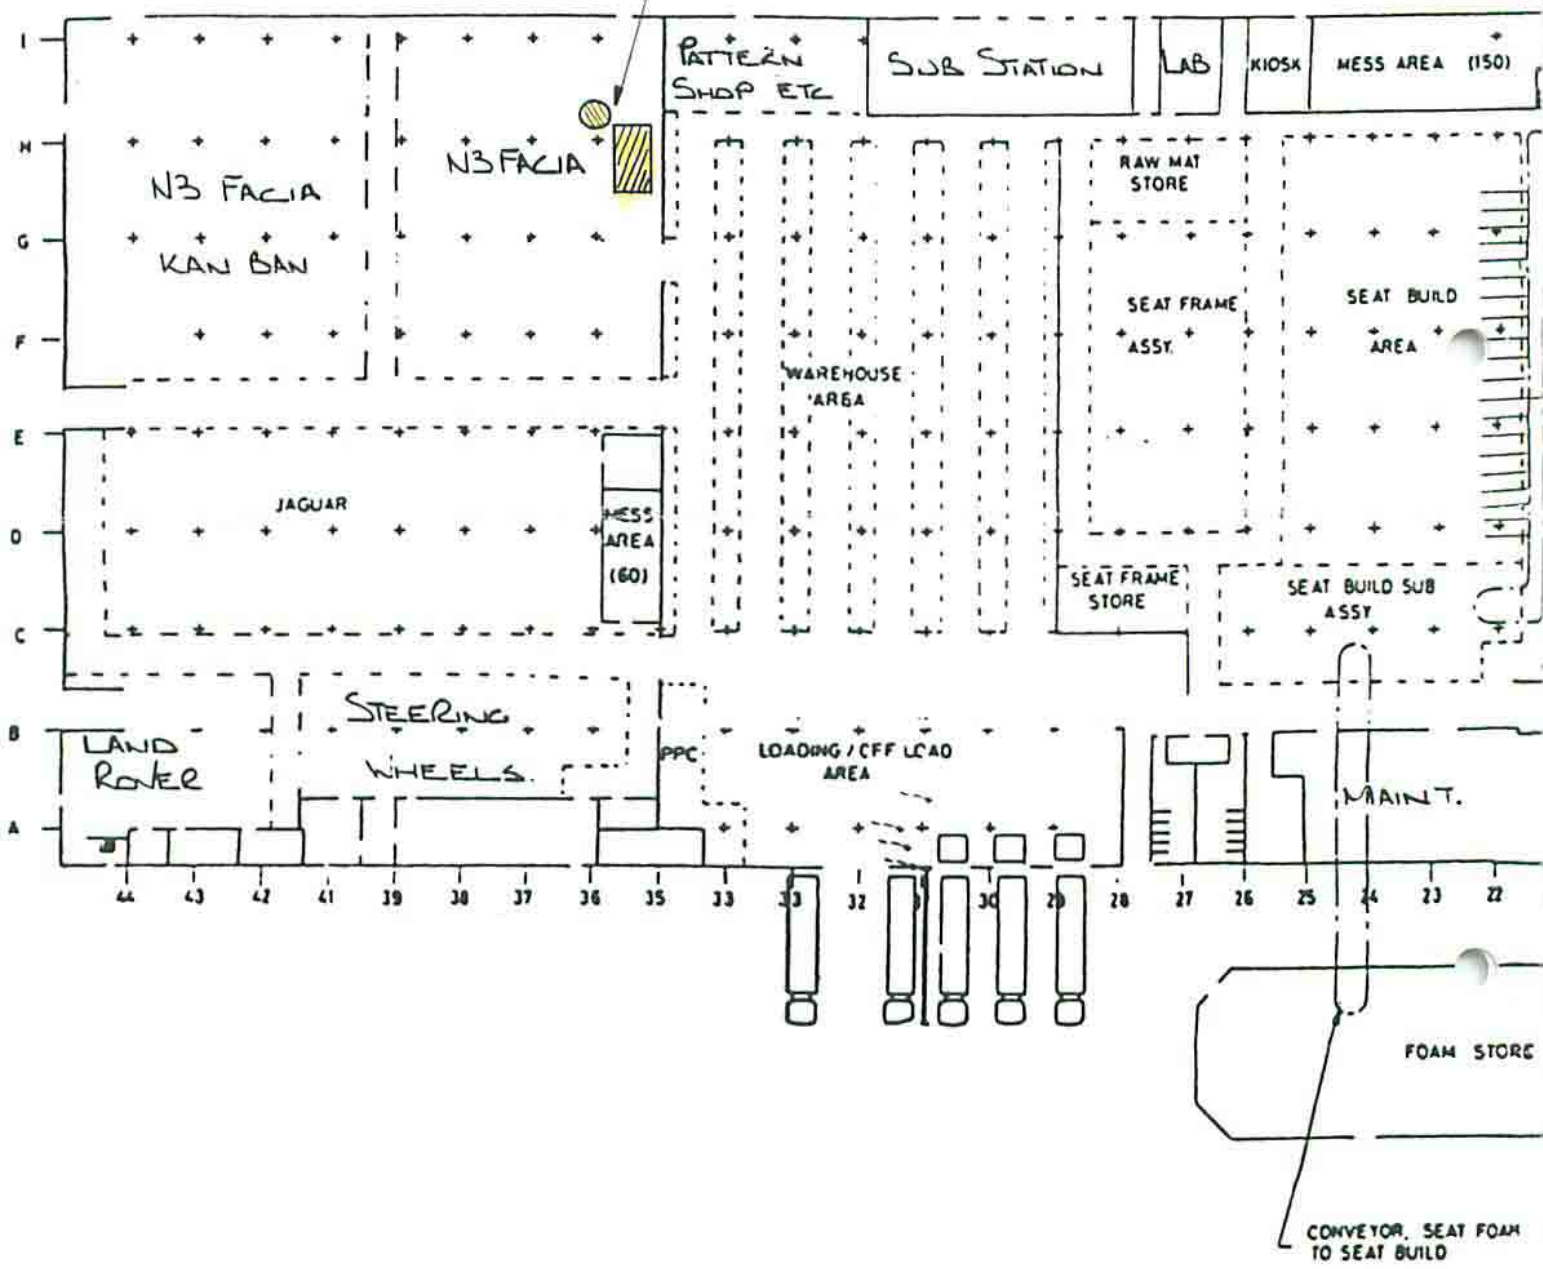 I
H
G
F
E
D
C
B
A
PATTERN
SHOP ETC
SUB STATION
LAB
KIOSK
MESS AREA (150)
N3 FACIA
KAN BAN
N3 FACIA
RAW MAT
STORE
SEAT FRAME
ASSY.
SEAT BUILD
AREA
WAREHOUSE
AREA
JAGUAR
MESS
AREA
(60)
SEAT FRAME
STORE
SEAT BUILD SUB
ASSY
LAND
ROVER
STEERING
WHEELS.
PPC
LOADING / OFF LOAD
AREA
MAINT.
44 43 42 41 39 38 37 36 35 33 33 32 30 29 28 27 26 25 24 23 22
FOAM STORE
CONVEYOR, SEAT FOAM
TO SEAT BUILD